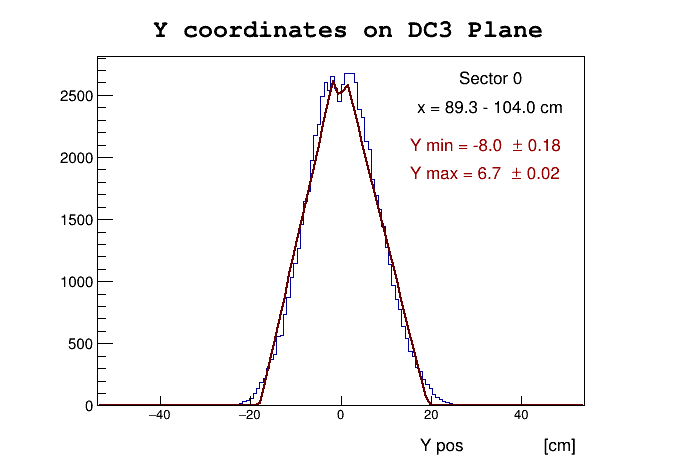 Y coordinates on DC3 Plane
Sector 0
x = 89.3 - 104.0 cm
Y min = -8.0 ± 0.18
Y max = 6.7 ± 0.02
2500
2000
1500
1000
500
0
−40 −20 0 20 40
Y pos [cm]